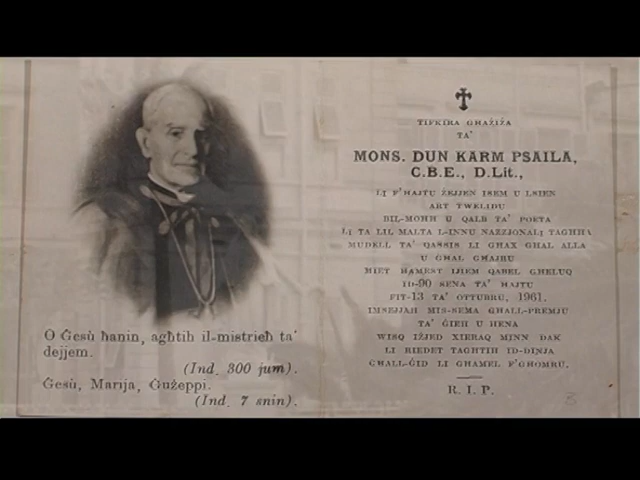 O Ġesù ħanin, agħtih il-mistrieħ ta'
dejjem.
(Ind. 300 jum).
Ġesù, Marija, Ġużeppi.
(Ind. 7 snin).
TIFKIRA GĦAŻIŻA
TA'
MONS. DUN KARM PSAILA,
C.B.E., D.Lit.,
LI F'ĦAJTU ŻEJJEN ISEM U LSIEN
ART TWELIDU
BIL-MOĦĦ U QALB TA' POETA
LI TA LIL MALTA L-INNU NAZZJONALI TAGĦHA
MUDELL TA' QASSIS LI GĦAX GĦAL ALLA
U GĦAL GĦAJRU
MIET ĦAMEST IJIEM QABEL GĦELUQ
ID-90 SENA TA' ĦAJTU
FIT-13 TA' OTTUBRU, 1961.
IMSEJJAĦ MIS-SEMA GĦALL-PREMJU
TA' ĠIEĦ U HENA
WISQ IŻJED XIERAQ MINN DAK
LI RIEDET TAGĦTIH ID-DINJA
GĦALL-ĠID LI GĦAMEL F'GĦOMRU.
R. I. P.